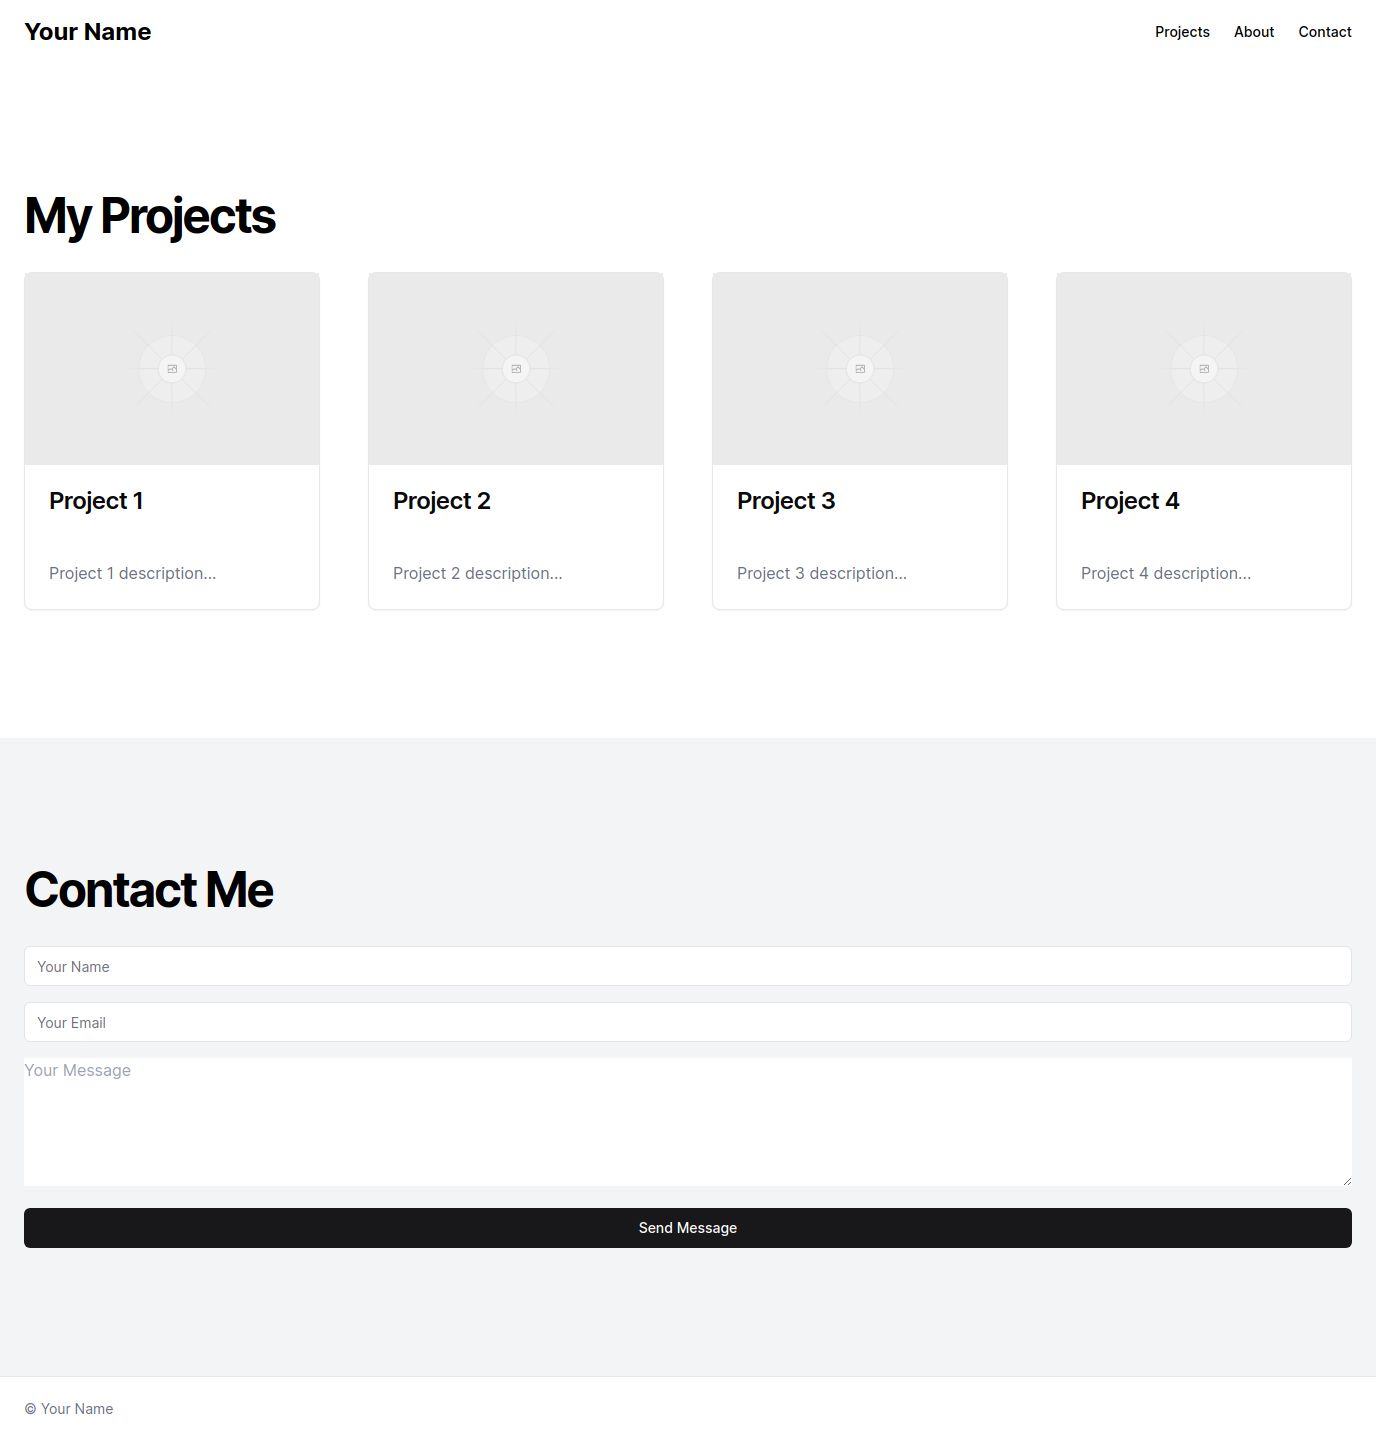 Your Name
Projects About Contact
My Projects
Project 1
Project 1 description...
Project 2
Project 2 description...
Project 3
Project 3 description...
Project 4
Project 4 description...
Contact Me
Your Name
Your Email
Your Message
Send Message
© Your Name